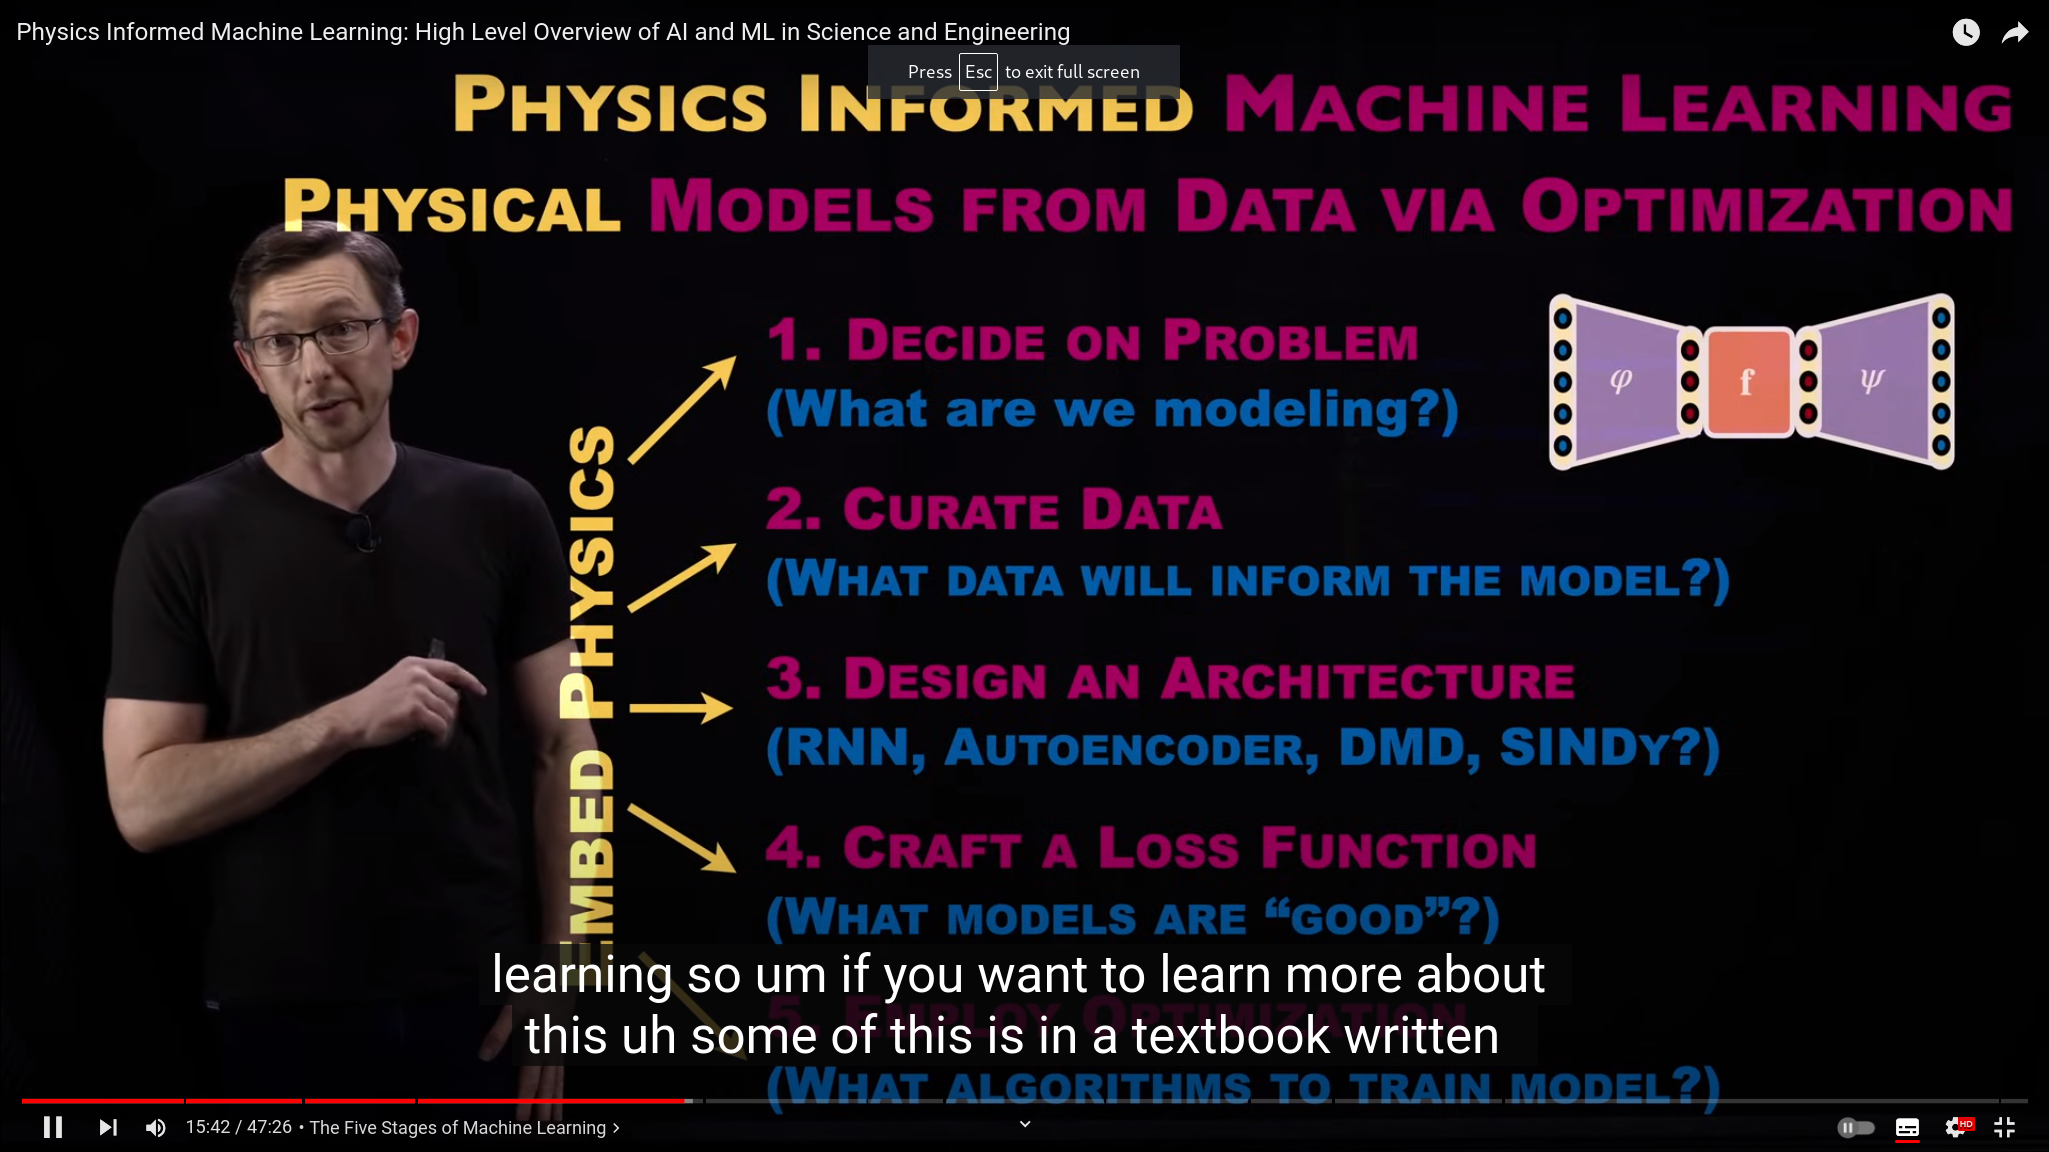 Physics Informed Machine Learning: High Level Overview of AI and ML in Science and Engineering
Press Esc to exit full screen
PHYSICS INFORMED MACHINE LEARNING
PHYSICAL MODELS FROM DATA VIA OPTIMIZATION
EMBED PHYSICS
1. DECIDE ON PROBLEM
(What are we modeling?)
φ f ψ
2. CURATE DATA
(WHAT DATA WILL INFORM THE MODEL?)
3. DESIGN AN ARCHITECTURE
(RNN, AUTOENCODER, DMD, SINDY?)
4. CRAFT A LOSS FUNCTION
(WHAT MODELS ARE “GOOD”?)
learning so um if you want to learn more about
5. EMPLOY OPTIMIZATION
this uh some of this is in a textbook written
(WHAT ALGORITHMS TO TRAIN MODEL?)
15:42 / 47:26 • The Five Stages of Machine Learning
HD